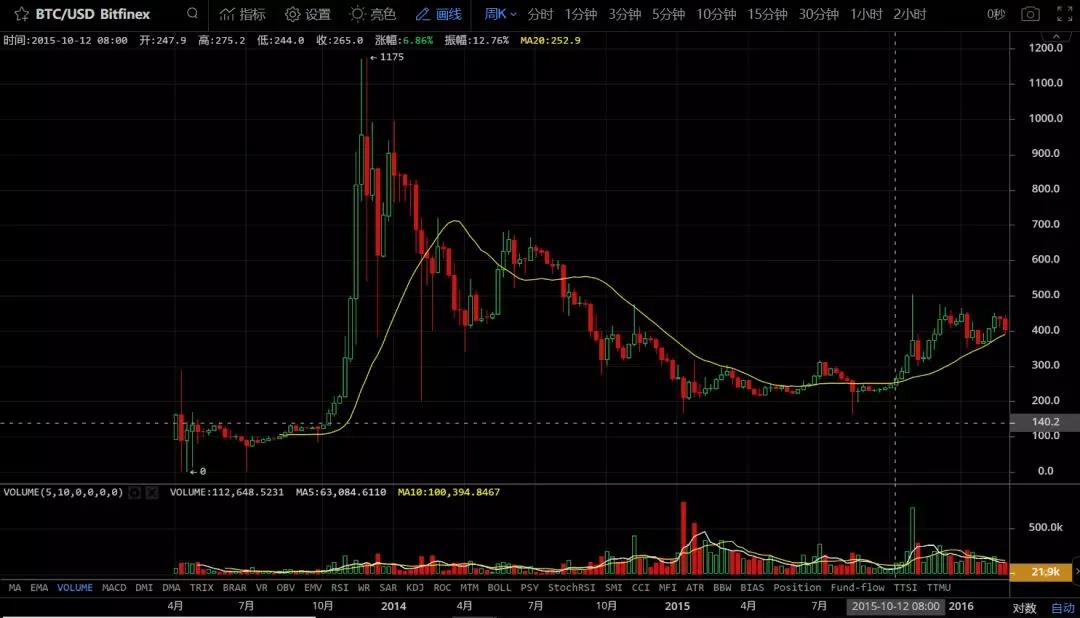 BTC/USD Bitfinex 指标 设置 亮色 画线 周K 分时 1分钟 3分钟 5分钟 10分钟 15分钟 30分钟 1小时 2小时 0秒
时间:2015-10-12 08:00 开:247.9 高:275.2 低:244.0 收:265.0 涨幅:6.86% 振幅:12.76% MA20:252.9
1200.0
←1175
1100.0
1000.0
900.0
800.0
700.0
600.0
500.0
400.0
300.0
200.0
140.2
100.0
←0
0.0
VOLUME(5,10,0,0,0,0) VOLUME:112,648.5231 MA5:63,084.6110 MA10:100,394.8467
500.0k
21.9k
MA EMA VOLUME MACD DMI DMA TRIX BRAR VR OBV EMV RSI WR SAR KDJ ROC MTM BOLL PSY StochRSI SMI CCI MFI ATR BBW BIAS Position Fund-flow TTSI TTMU
4月 7月 10月 2014 4月 7月 10月 2015 4月 7月 2015-10-12 08:00 2016 对数 自动